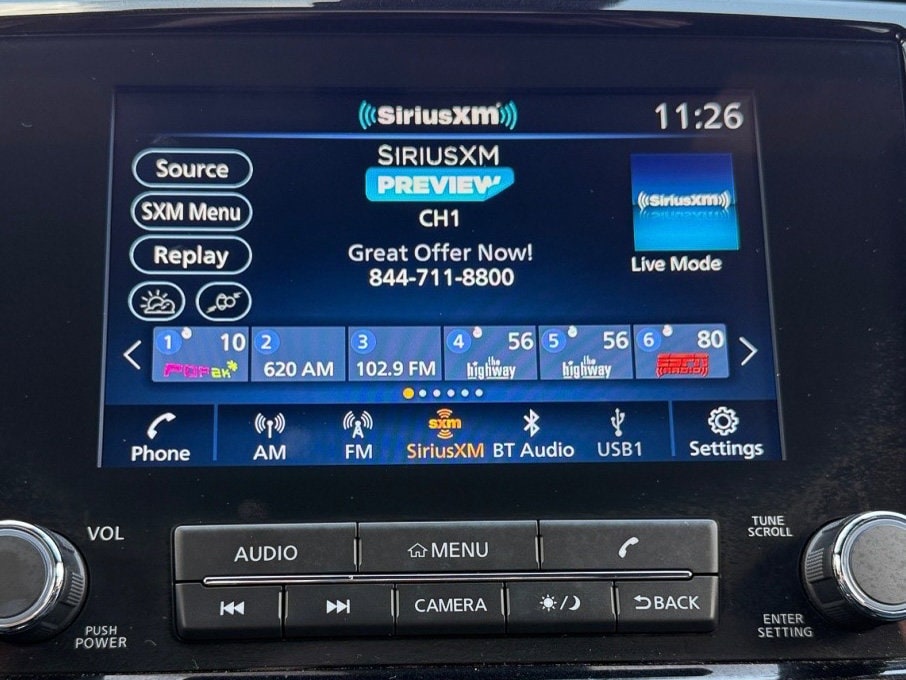 SiriusXM
11:26
Source
SIRIUSXM
PREVIEW
SXM Menu
CH1
SiriusXM
Replay
Great Offer Now!
844-711-8800
Live Mode
1 10 POP2K
2 620 AM
3 102.9 FM
4 56 the highway
5 56 the highway
6 80 ESPN RADIO
Phone
AM
FM
sxm
SiriusXM
BT Audio
USB1
Settings
VOL
PUSH
POWER
AUDIO
MENU
TUNE
SCROLL
CAMERA
BACK
ENTER
SETTING